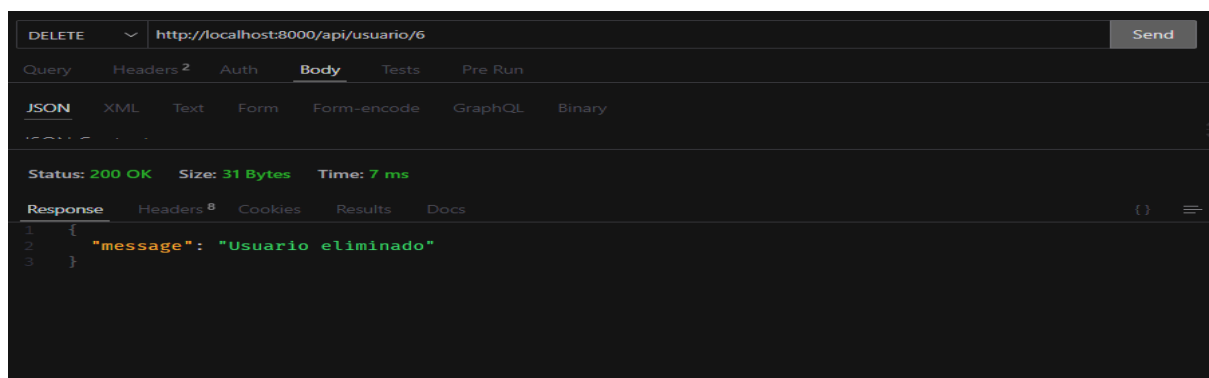 DELETE http://localhost:8000/api/usuario/6 Send
Query Headers 2 Auth Body Tests Pre Run
JSON XML Text Form Form-encode GraphQL Binary
Status: 200 OK Size: 31 Bytes Time: 7 ms
Response Headers 8 Cookies Results Docs {}
1 {
2 "message": "Usuario eliminado"
3 }